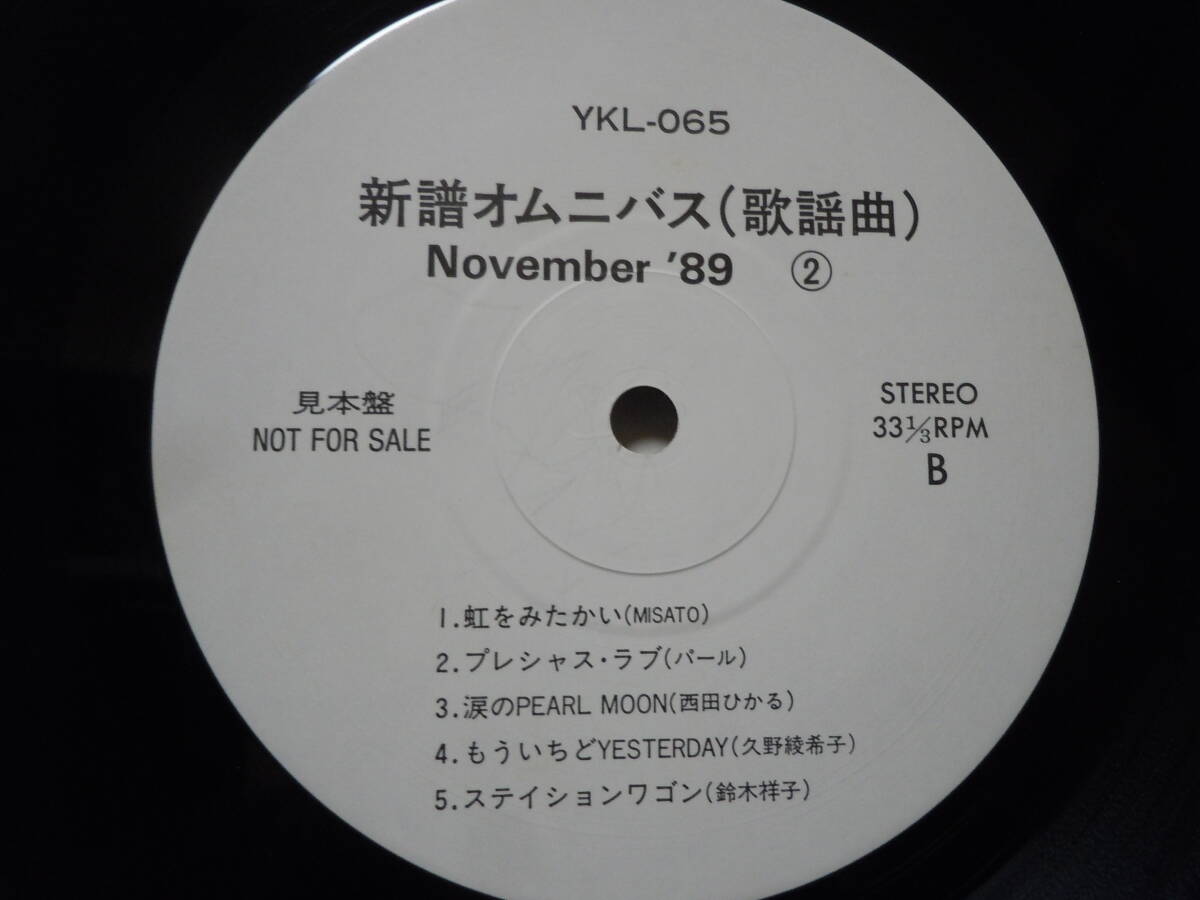 YKL-065
新譜オムニバス(歌謡曲)
November '89 ②
見本盤
NOT FOR SALE
STEREO
33 1/3 RPM
B
1.虹をみたかい(MISATO)
2.プレシャス・ラブ(パール)
3.涙のPEARL MOON(西田ひかる)
4.もういちどYESTERDAY(久野綾希子)
5.ステイションワゴン(鈴木祥子)